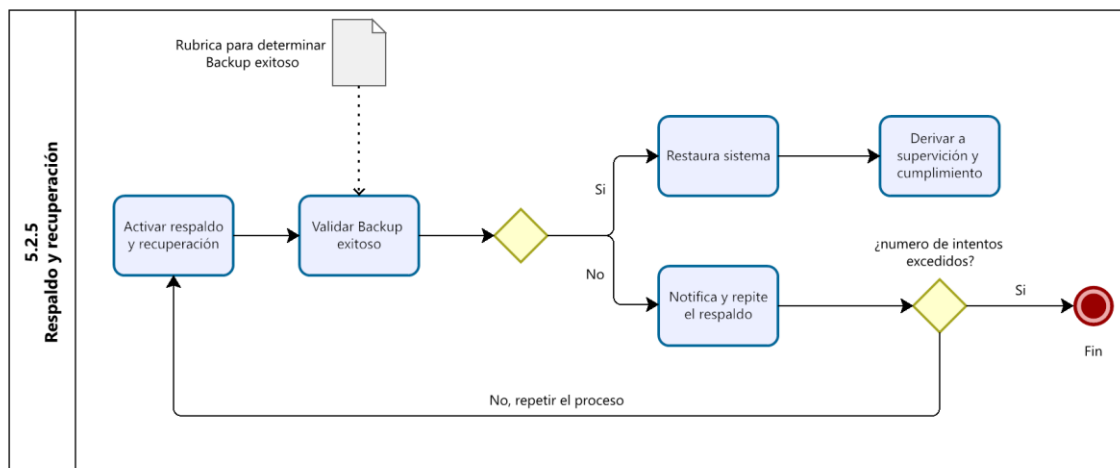 5.2.5
Respaldo y recuperación
Rubrica para determinar
Backup exitoso
Activar respaldo
y recuperación
Validar Backup
exitoso
Si
No
Restaura sistema
Derivar a
supervición y
cumplimiento
Notifica y repite
el respaldo
¿numero de intentos
excedidos?
Si
Fin
No, repetir el proceso